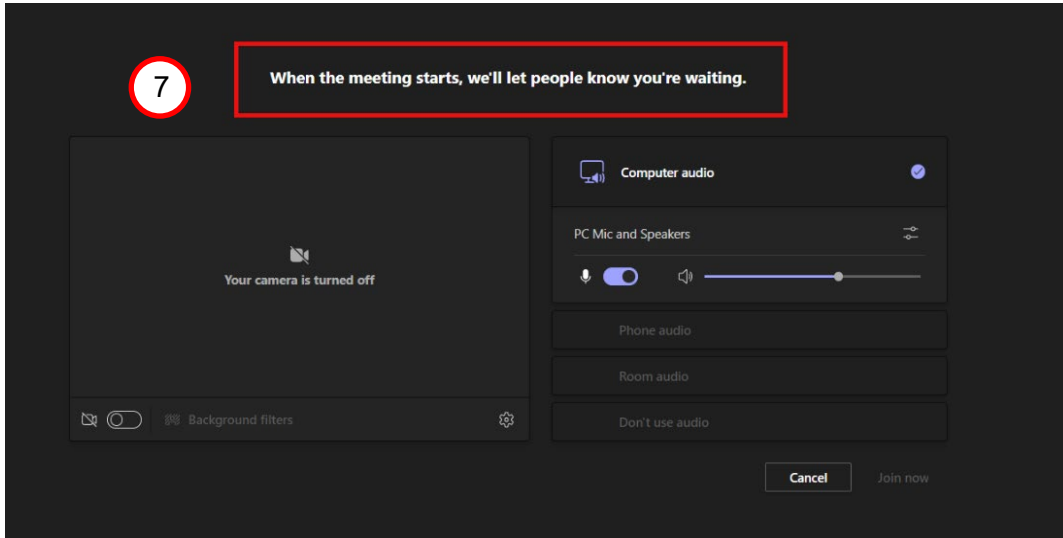 7
When the meeting starts, we'll let people know you're waiting.
Your camera is turned off
Background filters
Computer audio
PC Mic and Speakers
Phone audio
Room audio
Don't use audio
Cancel
Join now